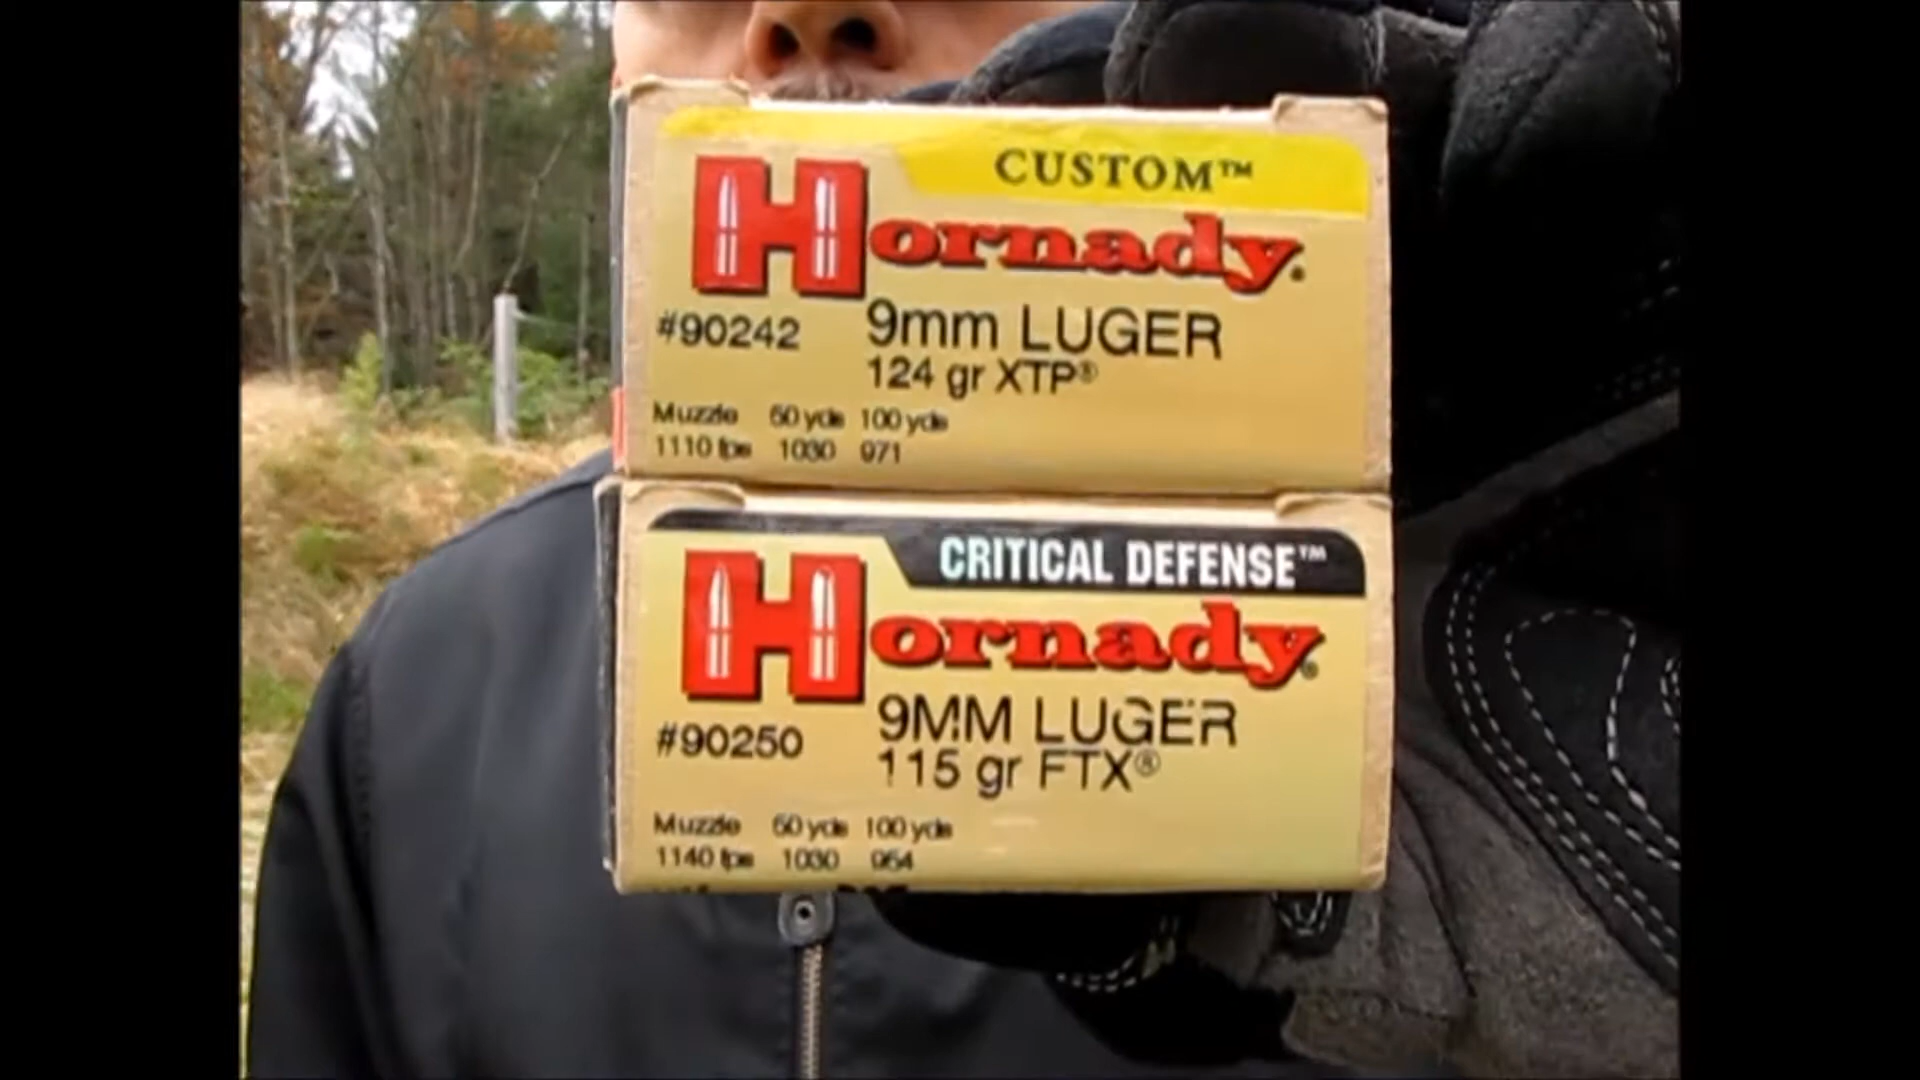 CUSTOM™
Hornady®
#90242 9mm LUGER
124 gr XTP®
Muzzle 50 yds 100 yds
1110 fps 1030 971
CRITICAL DEFENSE™
Hornady®
#90250 9MM LUGER
115 gr FTX®
Muzzle 50 yds 100 yds
1140 fps 1030 964